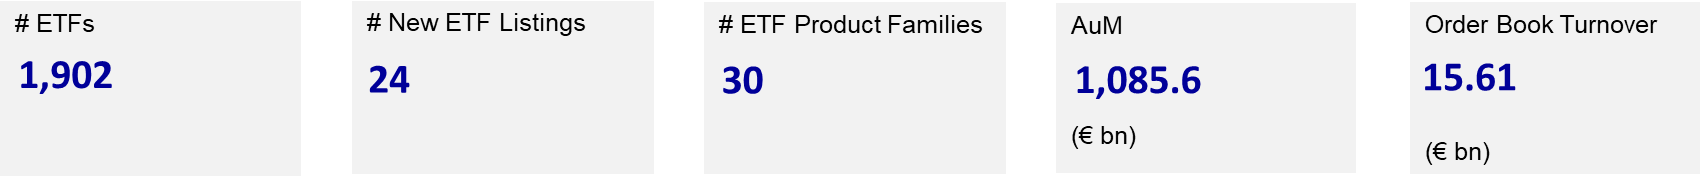 # ETFs
1,902
# New ETF Listings
24
# ETF Product Families
30
AuM
1,085.6
(€ bn)
Order Book Turnover
15.61
(€ bn)